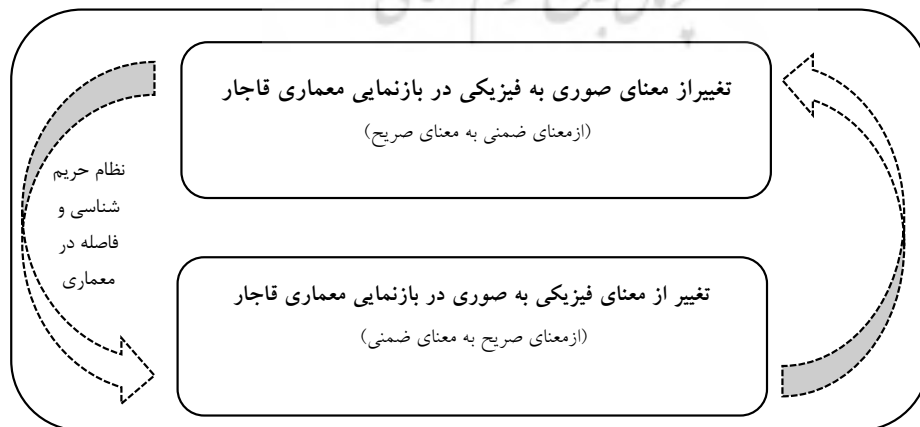 تغییراز معنای صوری به فیزیکی در بازنمایی معماری قاجار
(ازمعنای ضمنی به معنای صریح)
نظام حریم
شناسی و
فاصله در
معماری
تغییر از معنای فیزیکی به صوری در بازنمایی معماری قاجار
(ازمعنای صریح به معنای ضمنی)